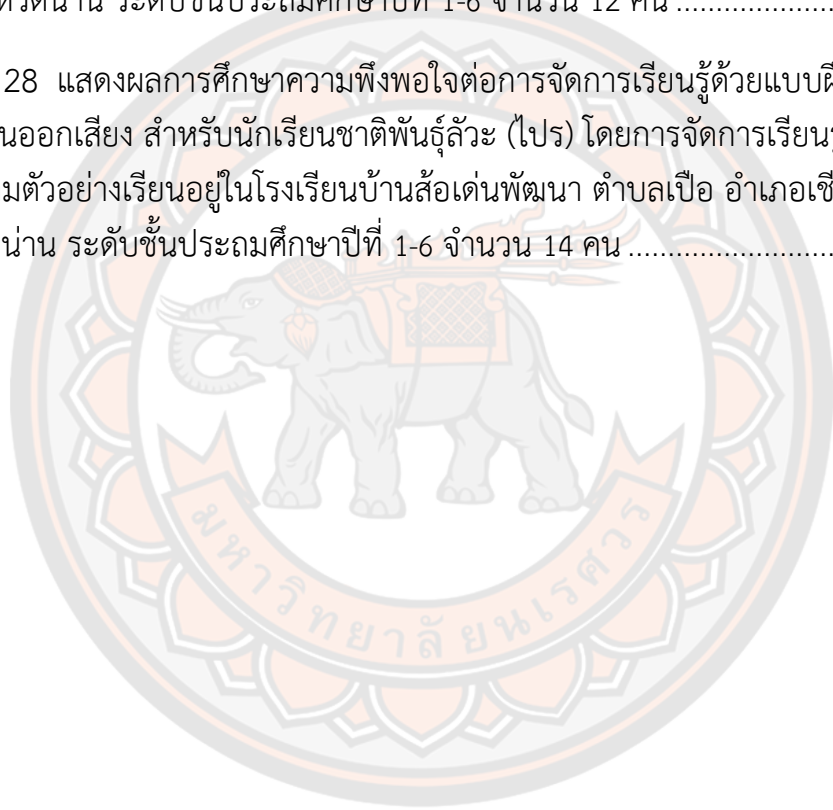 ระดับชั้นประถมศึกษาปีที่ 1-6 จำนวน 12 คน ....................
28 แสดงผลการศึกษาความพึงพอใจต่อการจัดการเรียนรู้ด้วยแบบฝึ
นออกเสียง สำหรับนักเรียนชาติพันธุ์ลัวะ (ไปร) โดยการจัดการเรียนรู้
มตัวอย่างเรียนอยู่ในโรงเรียนบ้านส้อเด่นพัฒนา ตำบลเปือ อำเภอเชี
น่าน ระดับชั้นประถมศึกษาปีที่ 1-6 จำนวน 14 คน .........................
มหาวิทยาลัยนเรศวร